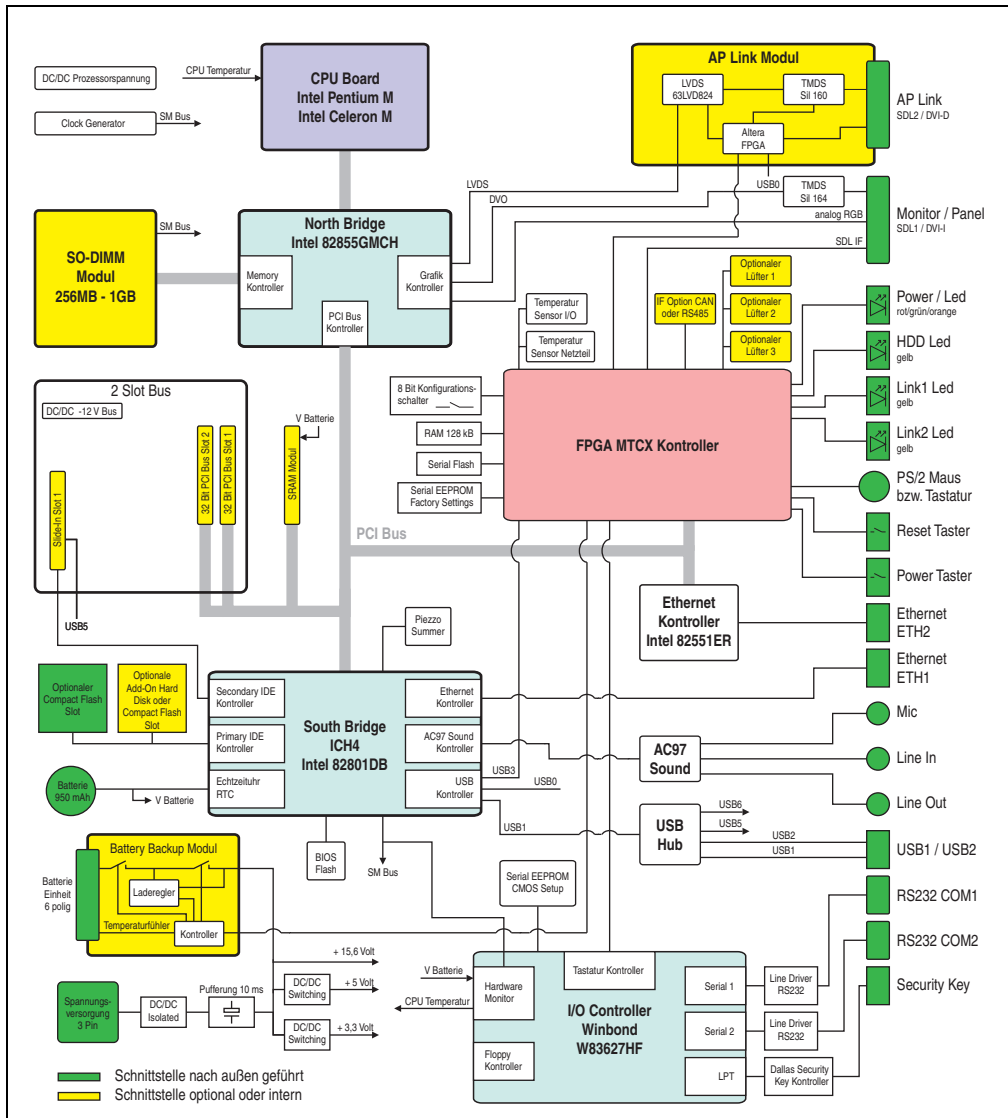 DC/DC Prozessorspannung
CPU Temperatur
Clock Generator
SM Bus
CPU Board
Intel Pentium M
Intel Celeron M
AP Link Modul
LVDS
63LVD824
TMDS
Sil 160
Altera
FPGA
AP Link
SDL2 / DVI-D
LVDS
DVO
USB0
TMDS
Sil 164
analog RGB
SDL IF
Monitor / Panel
SDL1 / DVI-I
SO-DIMM
Modul
256MB - 1GB
SM Bus
North Bridge
Intel 82855GMCH
Memory
Kontroller
Grafik
Kontroller
PCI Bus
Kontroller
Temperatur
Sensor I/O
Temperatur
Sensor Netzteil
IF Option CAN
oder RS485
Optionaler
Lüfter 1
Optionaler
Lüfter 2
Optionaler
Lüfter 3
Power / Led
rot/grün/orange
HDD Led
gelb
Link1 Led
gelb
Link2 Led
gelb
2 Slot Bus
DC/DC -12 V Bus
Slide-In Slot 1
32 Bit PCI Bus Slot 2
32 Bit PCI Bus Slot 1
SRAM Modul
V Batterie
USB5
8 Bit Konfigurations-
schalter
RAM 128 kB
Serial Flash
Serial EEPROM
Factory Settings
FPGA MTCX Kontroller
PS/2 Maus
bzw. Tastatur
Reset Taster
Power Taster
PCI Bus
Ethernet
Kontroller
Intel 82551ER
Ethernet
ETH2
Ethernet
ETH1
Piezzo
Summer
Optionaler
Compact Flash
Slot
Optionale
Add-On Hard
Disk oder
Compact Flash
Slot
Secondary IDE
Kontroller
Primary IDE
Kontroller
Echtzeituhr
RTC
South Bridge
ICH4
Intel 82801DB
Ethernet
Kontroller
AC97 Sound
Kontroller
USB
Kontroller
USB3
USB0
USB1
AC97
Sound
Mic
Line In
Line Out
Batterie
950 mAh
V Batterie
USB
Hub
USB6
USB5
USB2
USB1
USB1 / USB2
BIOS
Flash
SM Bus
Battery Backup Modul
Batterie
Einheit
6 polig
Laderegler
Temperaturfühler
Kontroller
Serial EEPROM
CMOS Setup
RS232 COM1
RS232 COM2
Security Key
+ 15,6 Volt
+ 5 Volt
+ 3,3 Volt
DC/DC
Switching
DC/DC
Switching
Spannungs-
versorgung
3 Pin
DC/DC
Isolated
Pufferung 10 ms
V Batterie
CPU Temperatur
Hardware
Monitor
Tastatur Kontroller
I/O Controller
Winbond
W83627HF
Floppy
Kontroller
Serial 1
Serial 2
LPT
Line Driver
RS232
Line Driver
RS232
Dallas Security
Key Kontroller
Schnittstelle nach außen geführt
Schnittstelle optional oder intern